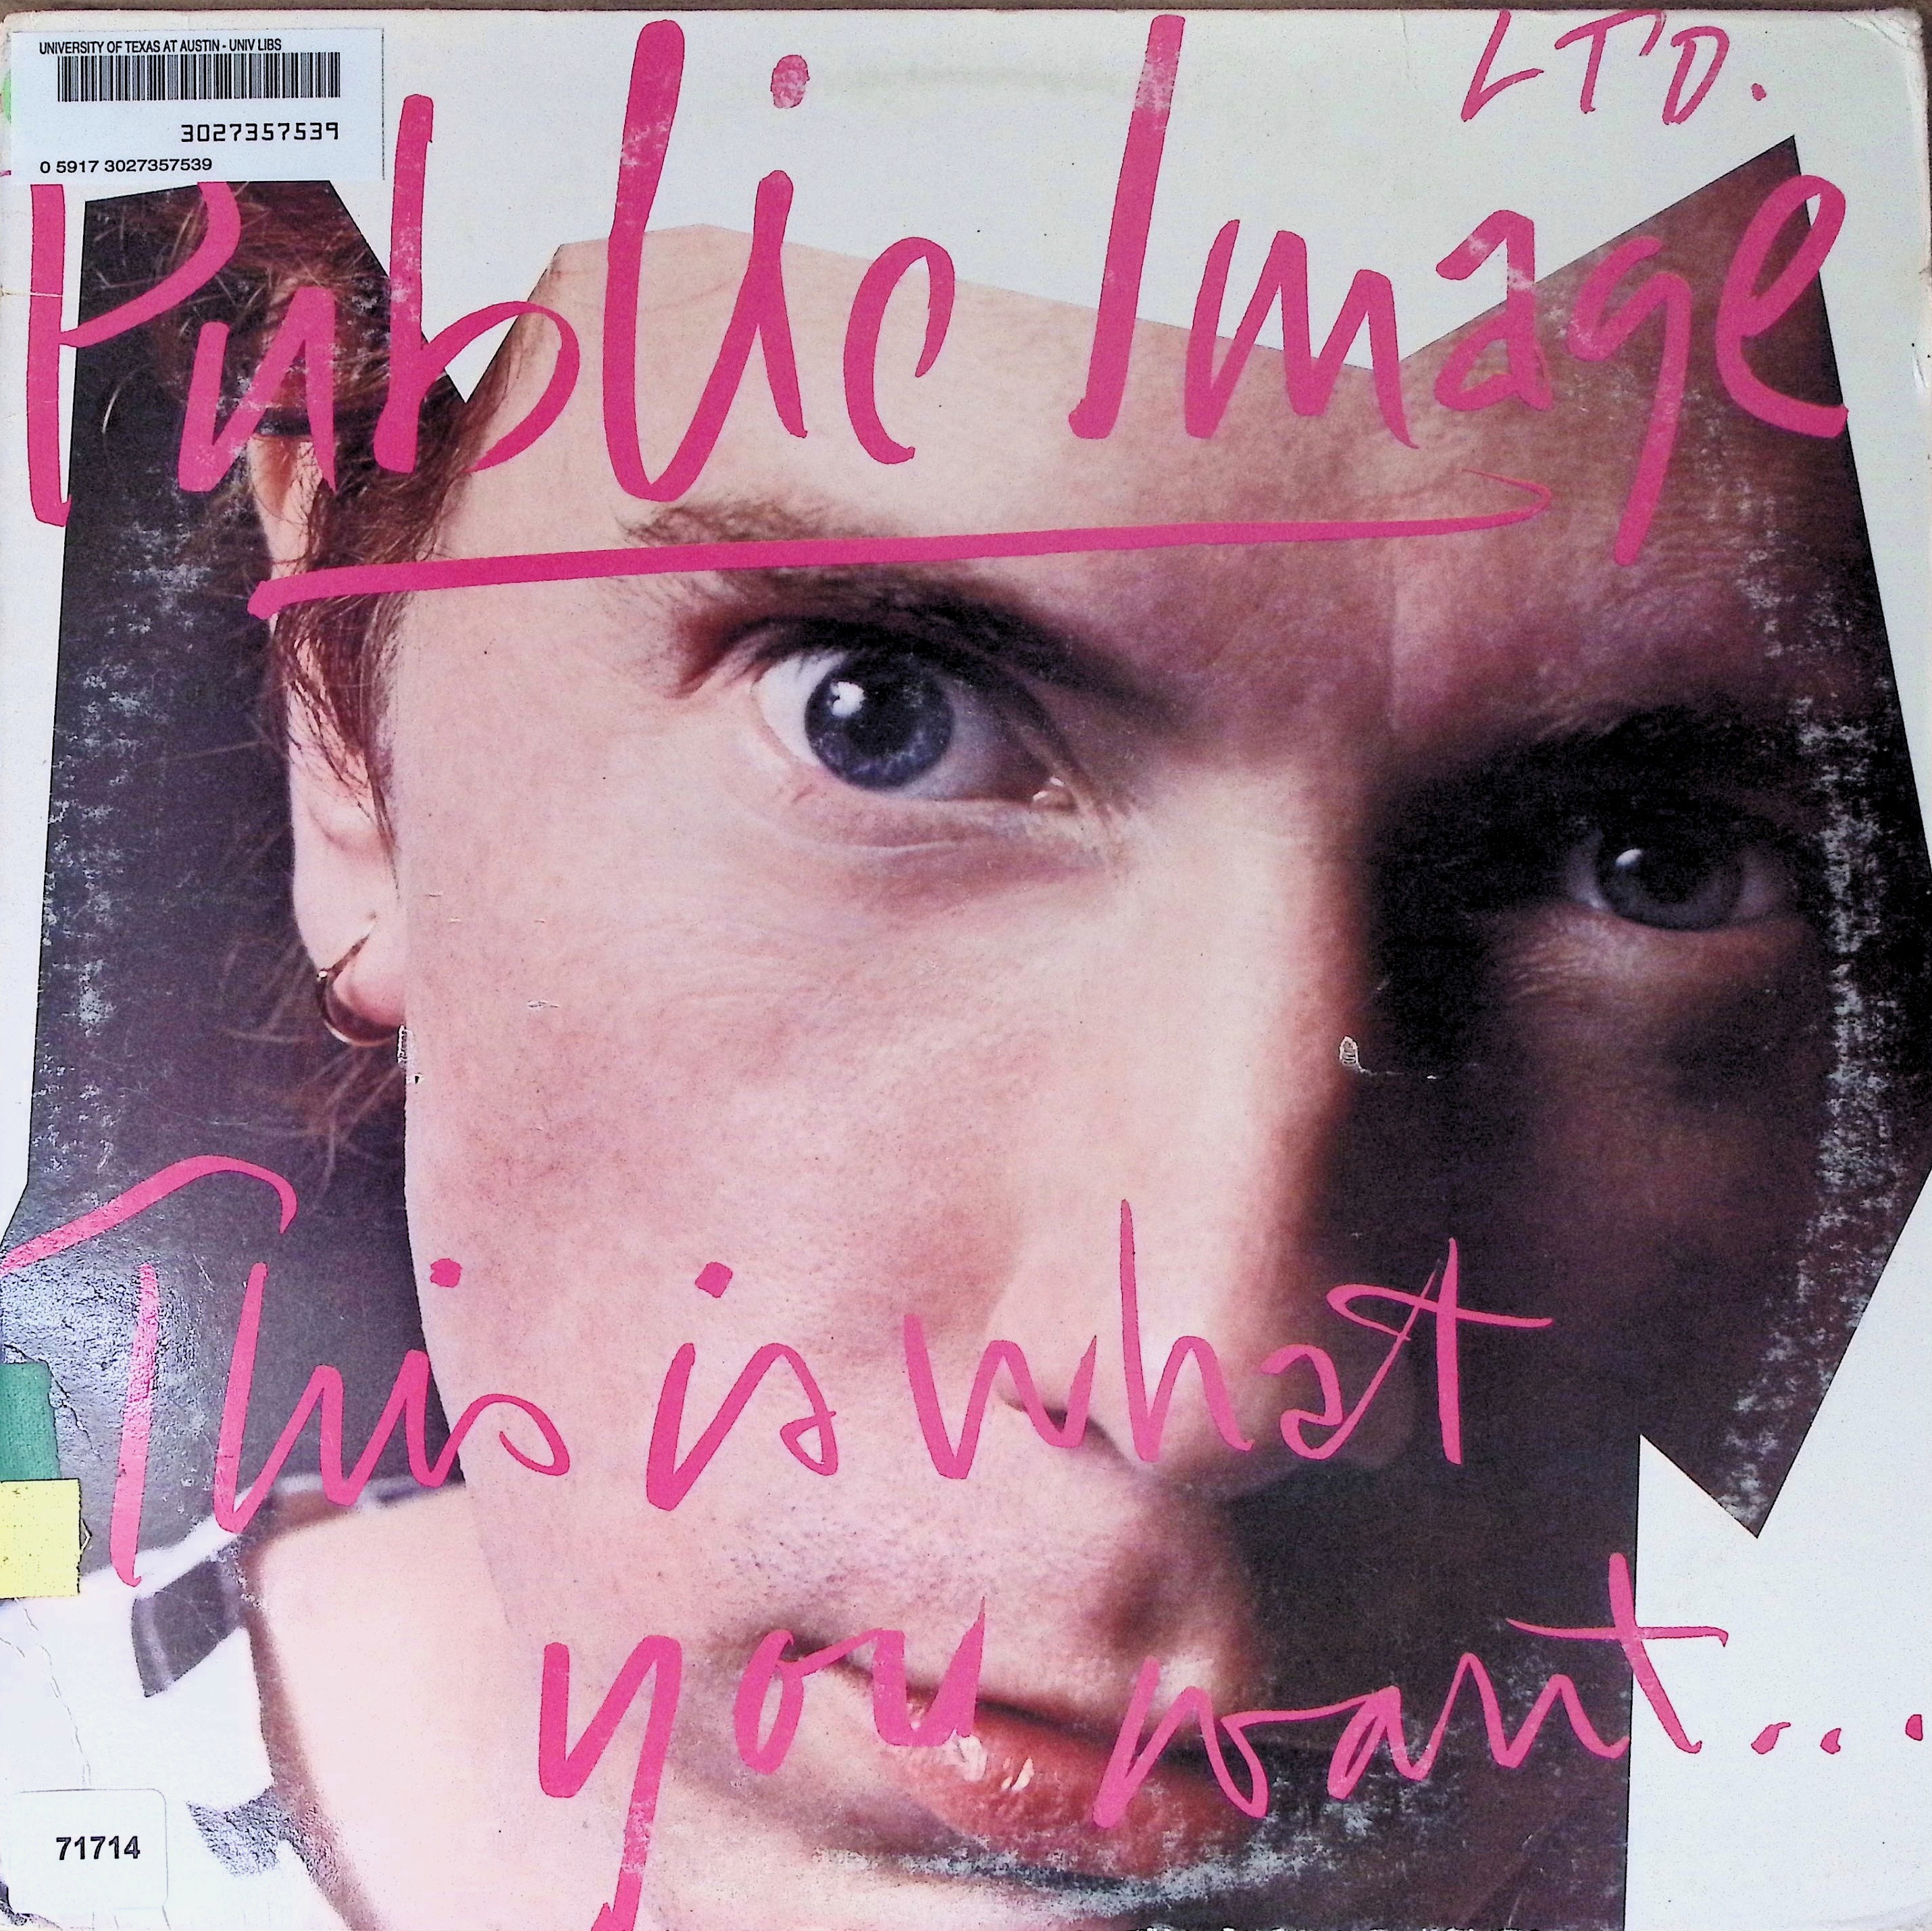 UNIVERSITY OF TEXAS AT AUSTIN - UNIV LIBS
3027357539
0 5917 3027357539
LTD.
Public Image
This is what
you want...
71714